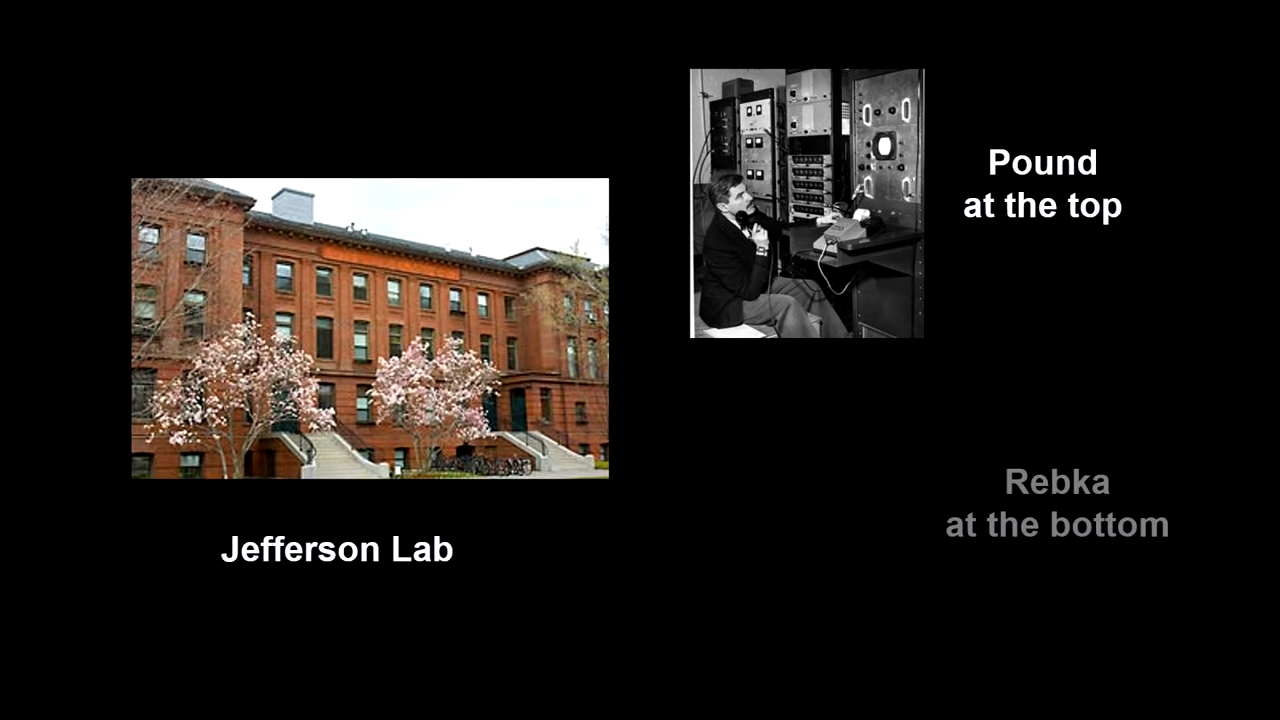 Pound
at the top
Rebka
at the bottom
Jefferson Lab